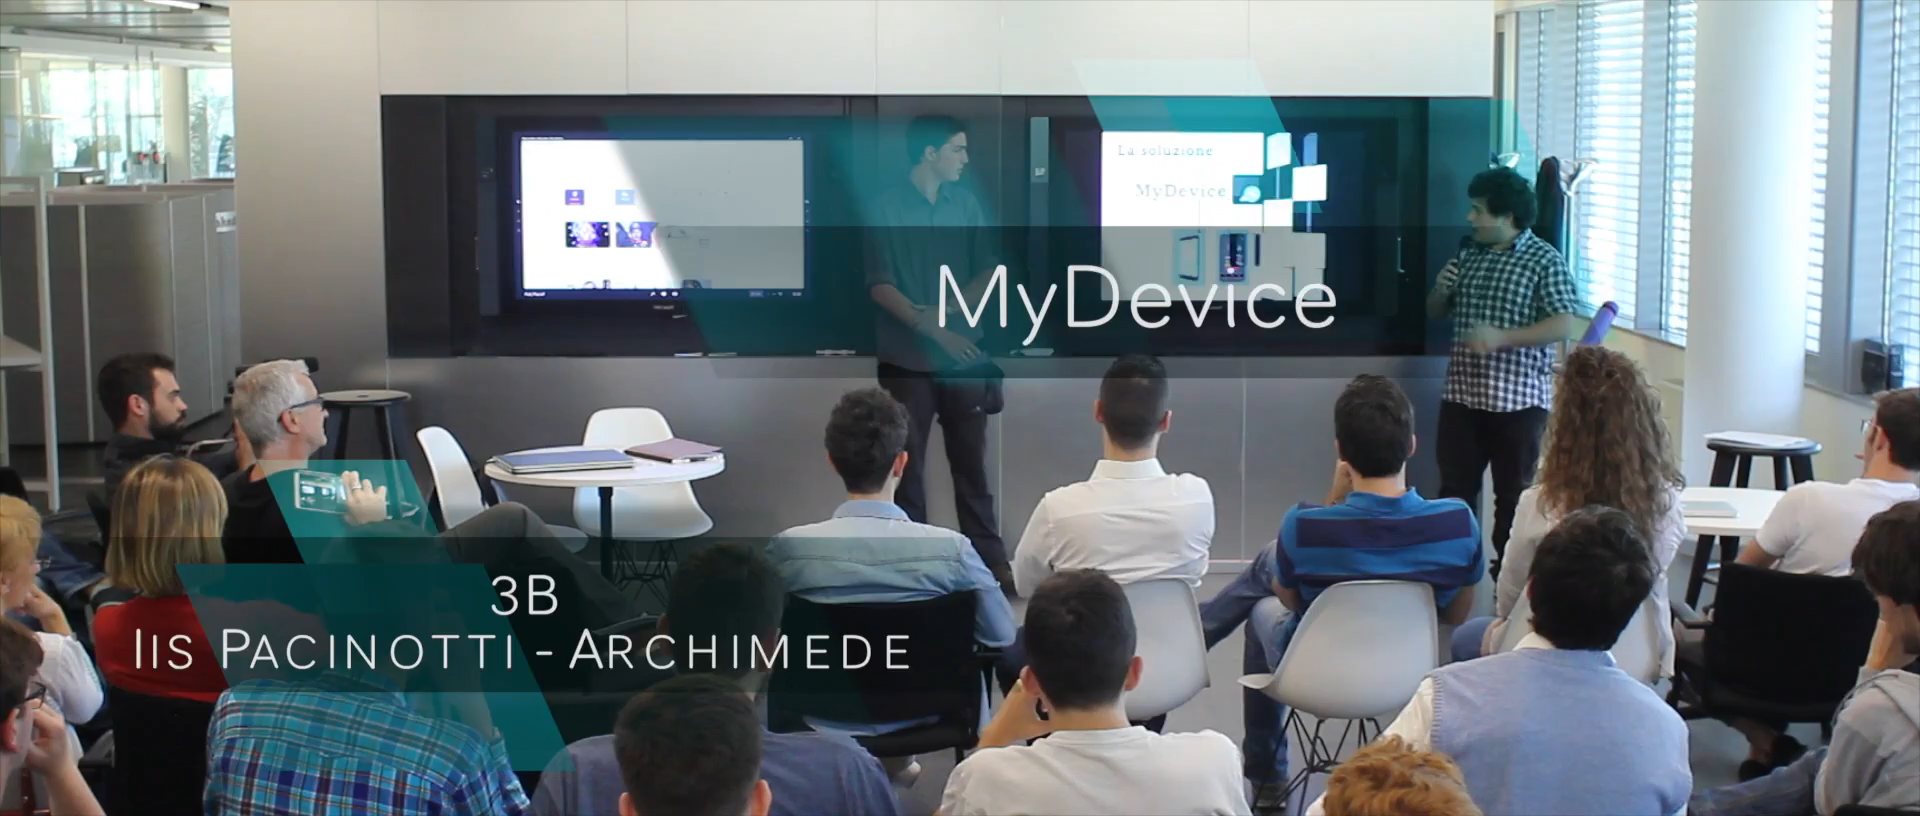 La soluzione
MyDevice
MyDevice
3B
IIS PACINOTTI - ARCHIMEDE